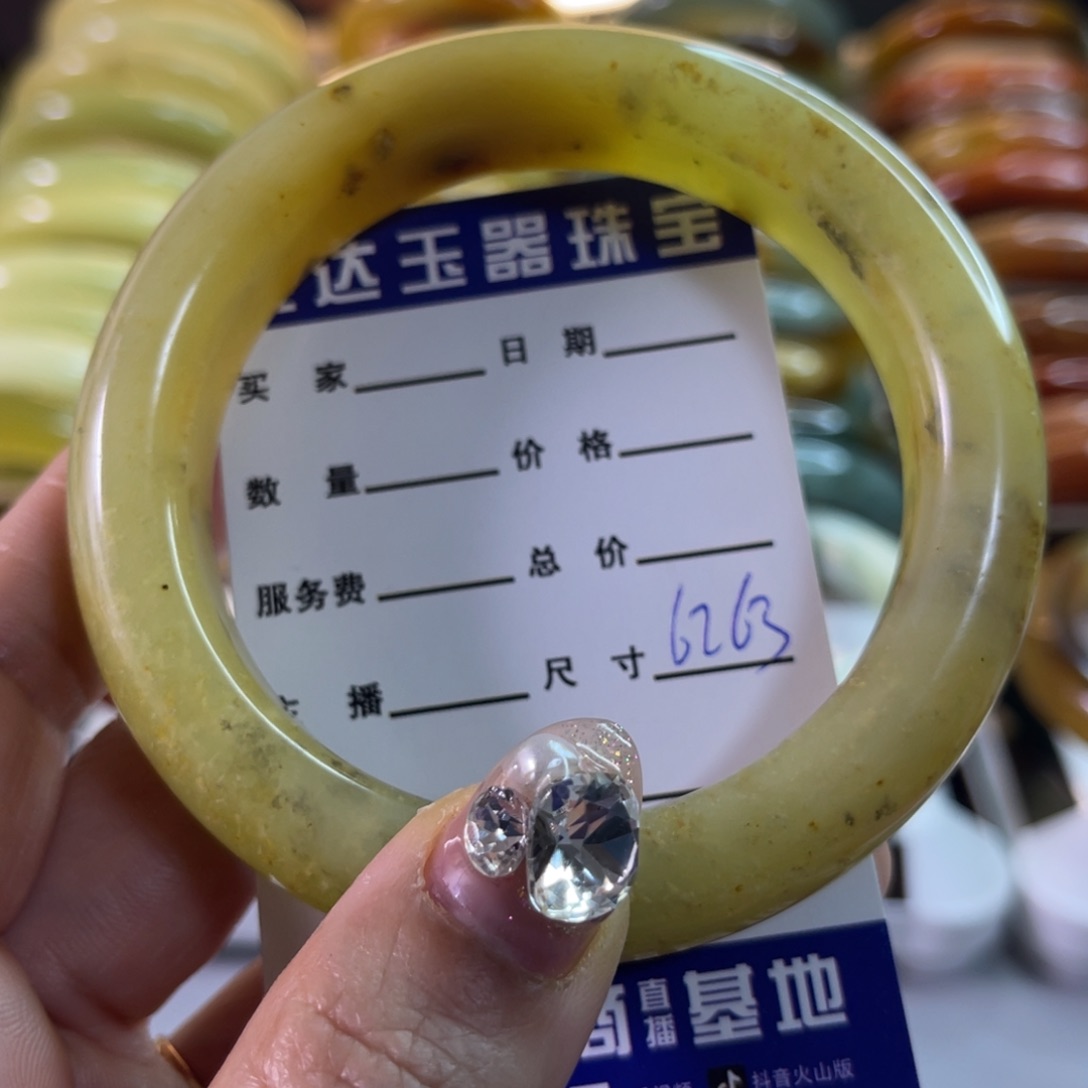 达玉器珠宝
买 家 日 期
数 量 价 格
服务费 总 价
播 尺 寸 6263
商直播基地
抖音火山版